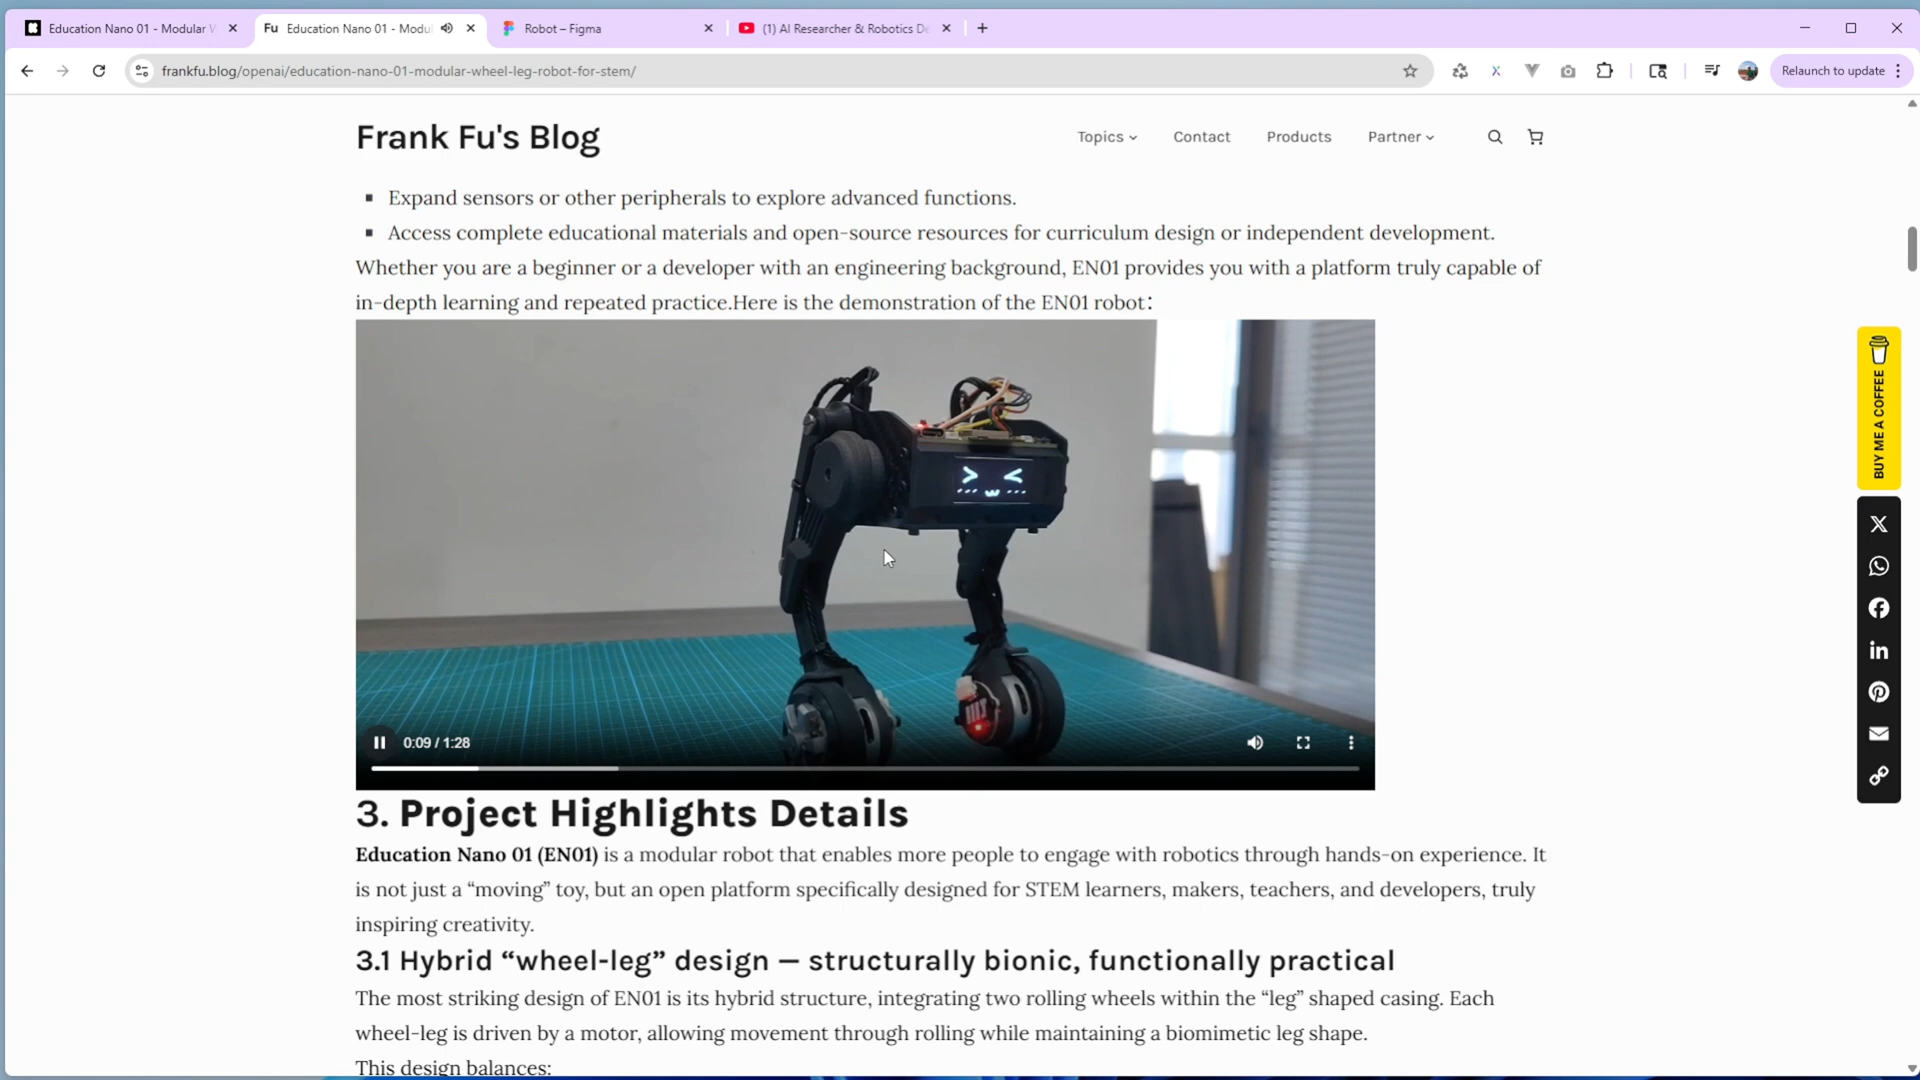 Education Nano 01 - Modular W
Fu Education Nano 01 - Modul
Robot – Figma
(1) AI Researcher & Robotics De
frankfu.blog/openai/education-nano-01-modular-wheel-leg-robot-for-stem/
Relaunch to update
Frank Fu's Blog
Topics
Contact
Products
Partner
▪ Expand sensors or other peripherals to explore advanced functions.
▪ Access complete educational materials and open-source resources for curriculum design or independent development.
Whether you are a beginner or a developer with an engineering background, EN01 provides you with a platform truly capable of
in-depth learning and repeated practice.Here is the demonstration of the EN01 robot：
0:09 / 1:28
BUY ME A COFFEE
3. Project Highlights Details
Education Nano 01 (EN01) is a modular robot that enables more people to engage with robotics through hands-on experience. It
is not just a “moving” toy, but an open platform specifically designed for STEM learners, makers, teachers, and developers, truly
inspiring creativity.
3.1 Hybrid “wheel-leg” design — structurally bionic, functionally practical
The most striking design of EN01 is its hybrid structure, integrating two rolling wheels within the “leg” shaped casing. Each
wheel-leg is driven by a motor, allowing movement through rolling while maintaining a biomimetic leg shape.
This design balances: